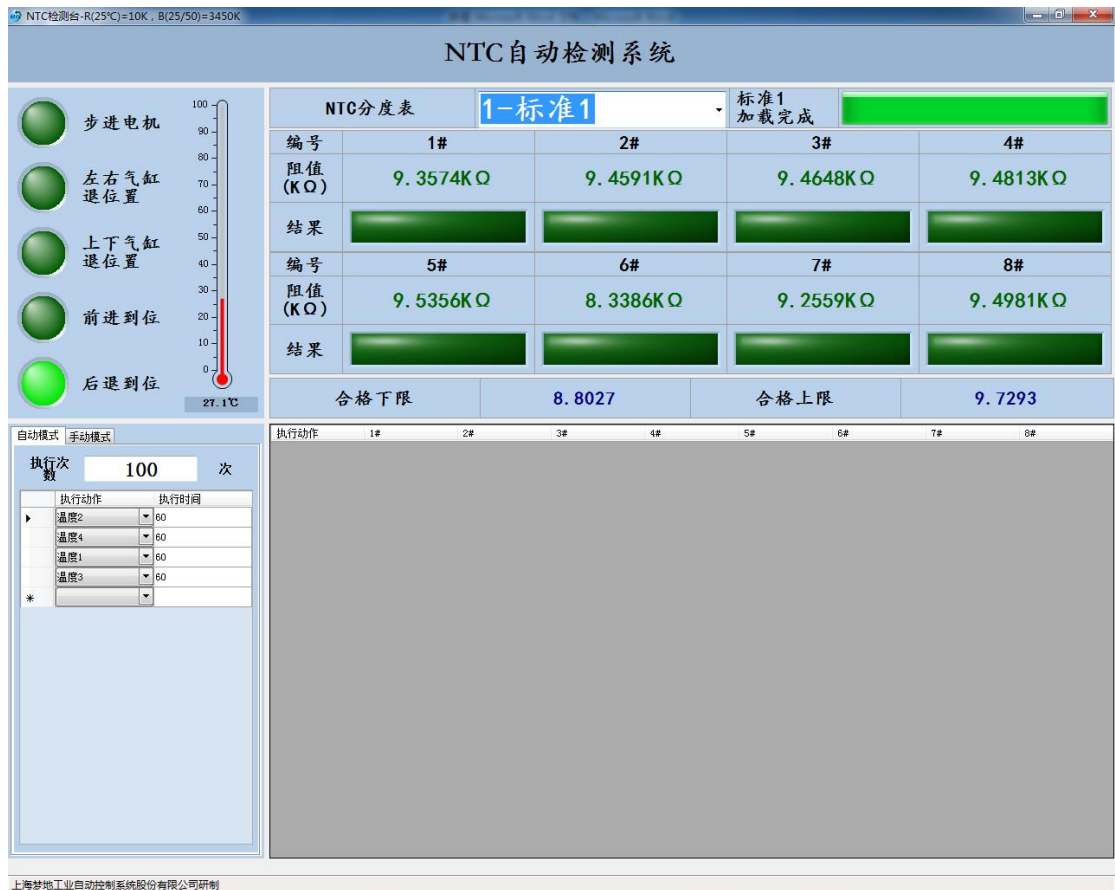 NTC检测台-R(25℃)=10K , B(25/50)=3450K
NTC自动检测系统
步进电机
左右气缸
退位置
上下气缸
退位置
前进到位
后退到位
100
90
80
70
60
50
40
30
20
10
0
27.1℃
NTC分度表 1-标准1 标准1
加载完成
编号 1# 2# 3# 4#
阻值
(KΩ) 9.3574KΩ 9.4591KΩ 9.4648KΩ 9.4813KΩ
结果
编号 5# 6# 7# 8#
阻值
(KΩ) 9.5356KΩ 8.3386KΩ 9.2559KΩ 9.4981KΩ
结果
合格下限 8.8027 合格上限 9.7293
自动模式 手动模式
执行次
数 100 次
执行动作 执行时间
温度2 60
温度4 60
温度1 60
温度3 60
执行动作 1# 2# 3# 4# 5# 6# 7# 8#
上海梦地工业自动控制系统股份有限公司研制